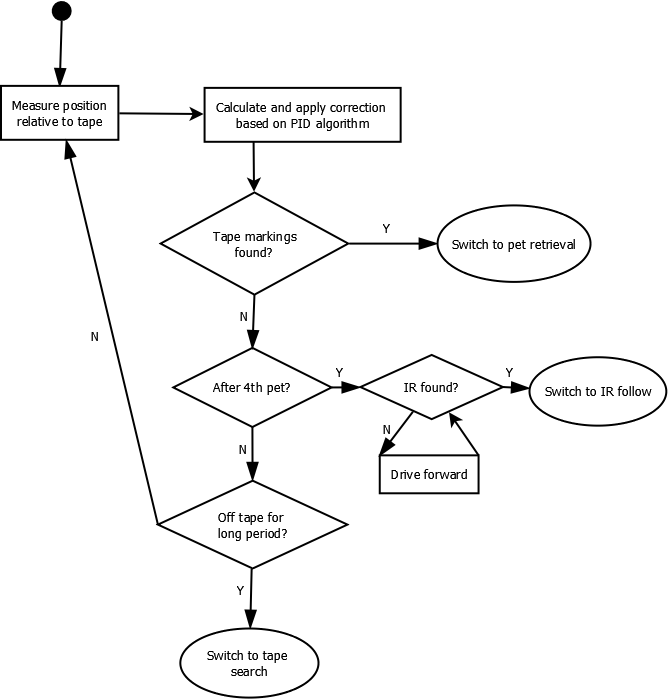 Measure position
relative to tape
Calculate and apply correction
based on PID algorithm
Tape markings
found?
Y
Switch to pet retrieval
N
After 4th pet?
Y
IR found?
Y
Switch to IR follow
N
Drive forward
N
Off tape for
long period?
N
Y
Switch to tape
search